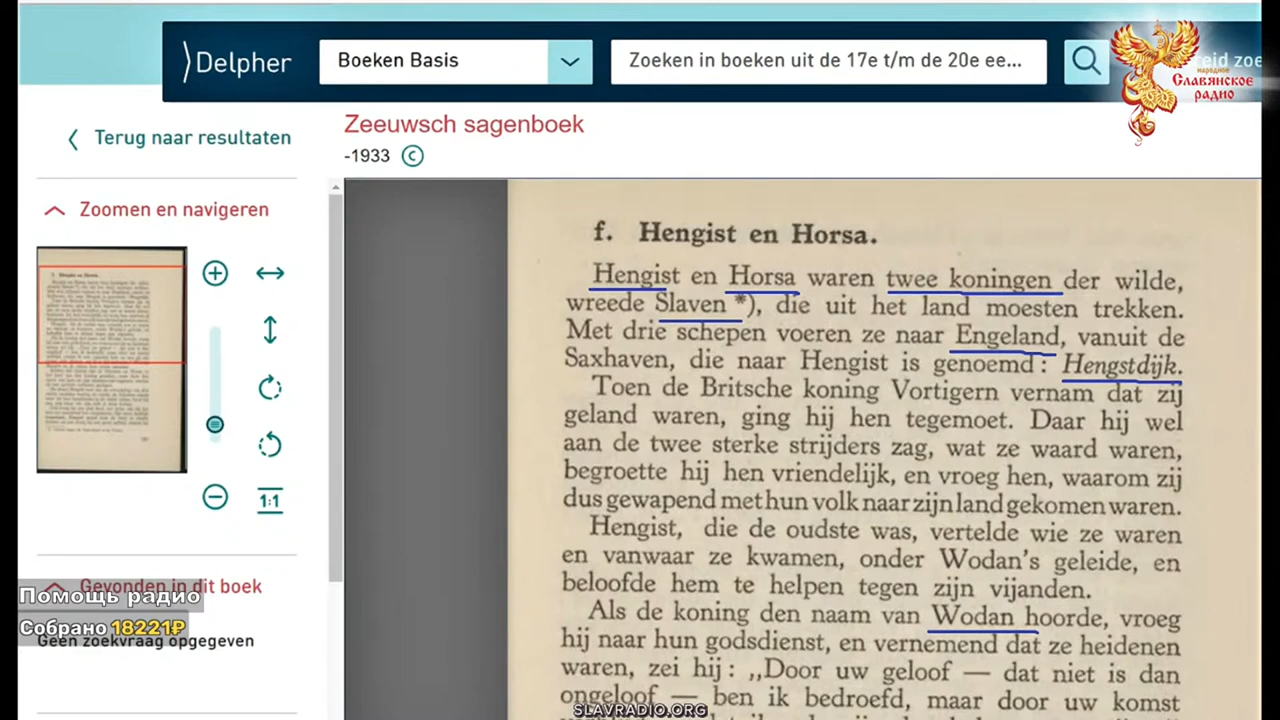 Delpher
Boeken Basis
Zoeken in boeken uit de 17e t/m de 20e ee...
народное
Славянское
радио
Terug naar resultaten
Zeeuwsch sagenboek
-1933 ©
Zoomen en navigeren
1:1
Gevonden in dit boek
Помощь радио
Собрано 18221₽
Geen zoekvraag opgegeven
f. Hengist en Horsa.
Hengist en Horsa waren twee koningen der wilde,
wreede Slaven *), die uit het land moesten trekken.
Met drie schepen voeren ze naar Engeland, vanuit de
Saxhaven, die naar Hengist is genoemd: Hengstdijk.
Toen de Britsche koning Vortigern vernam dat zij
geland waren, ging hij hen tegemoet. Daar hij wel
aan de twee sterke strijders zag, wat ze waard waren,
begroette hij hen vriendelijk, en vroeg hen, waarom zij
dus gewapend met hun volk naar zijn land gekomen waren.
Hengist, die de oudste was, vertelde wie ze waren
en vanwaar ze kwamen, onder Wodan's geleide, en
beloofde hem te helpen tegen zijn vijanden.
Als de koning den naam van Wodan hoorde, vroeg
hij naar hun godsdienst, en vernemend dat ze heidenen
waren, zei hij: „Door uw geloof — dat niet is dan
ongeloof — ben ik bedroefd, maar door uw komst
SLAVRADIO.ORG